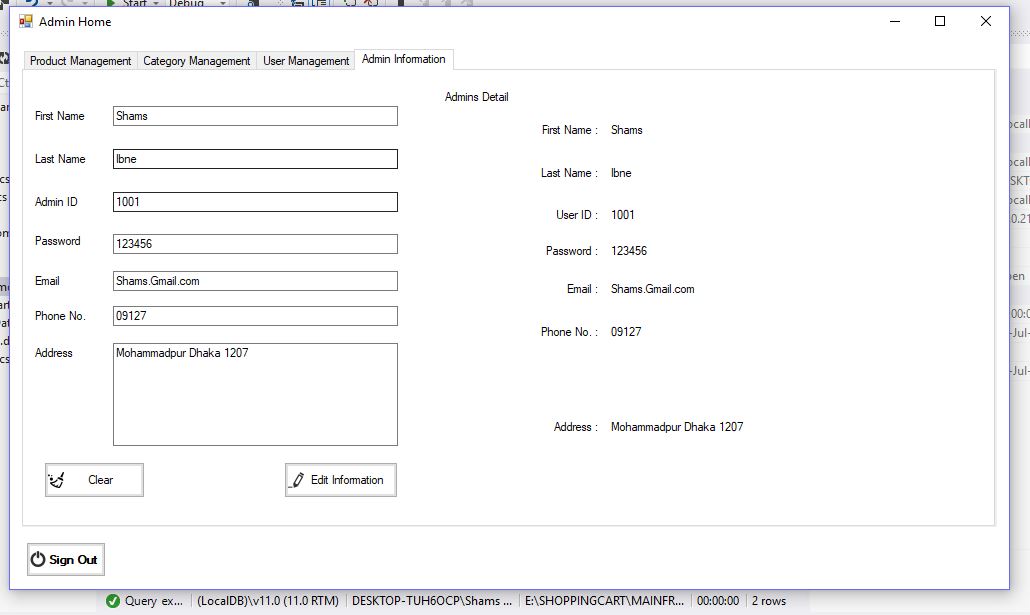 Start Debug
Admin Home
Product Management Category Management User Management Admin Information
Admins Detail
First Name Shams
First Name : Shams
Last Name Ibne
Last Name : Ibne
Admin ID 1001
User ID : 1001
Password 123456
Password : 123456
Email Shams.Gmail.com
Email : Shams.Gmail.com
Phone No. 09127
Phone No. : 09127
Address Mohammadpur Dhaka 1207
Address : Mohammadpur Dhaka 1207
Clear Edit Information
Sign Out
Query ex... (LocalDB)\v11.0 (11.0 RTM) DESKTOP-TUH6OCP\Shams ... E:\SHOPPINGCART\MAINFR... 00:00:00 2 rows